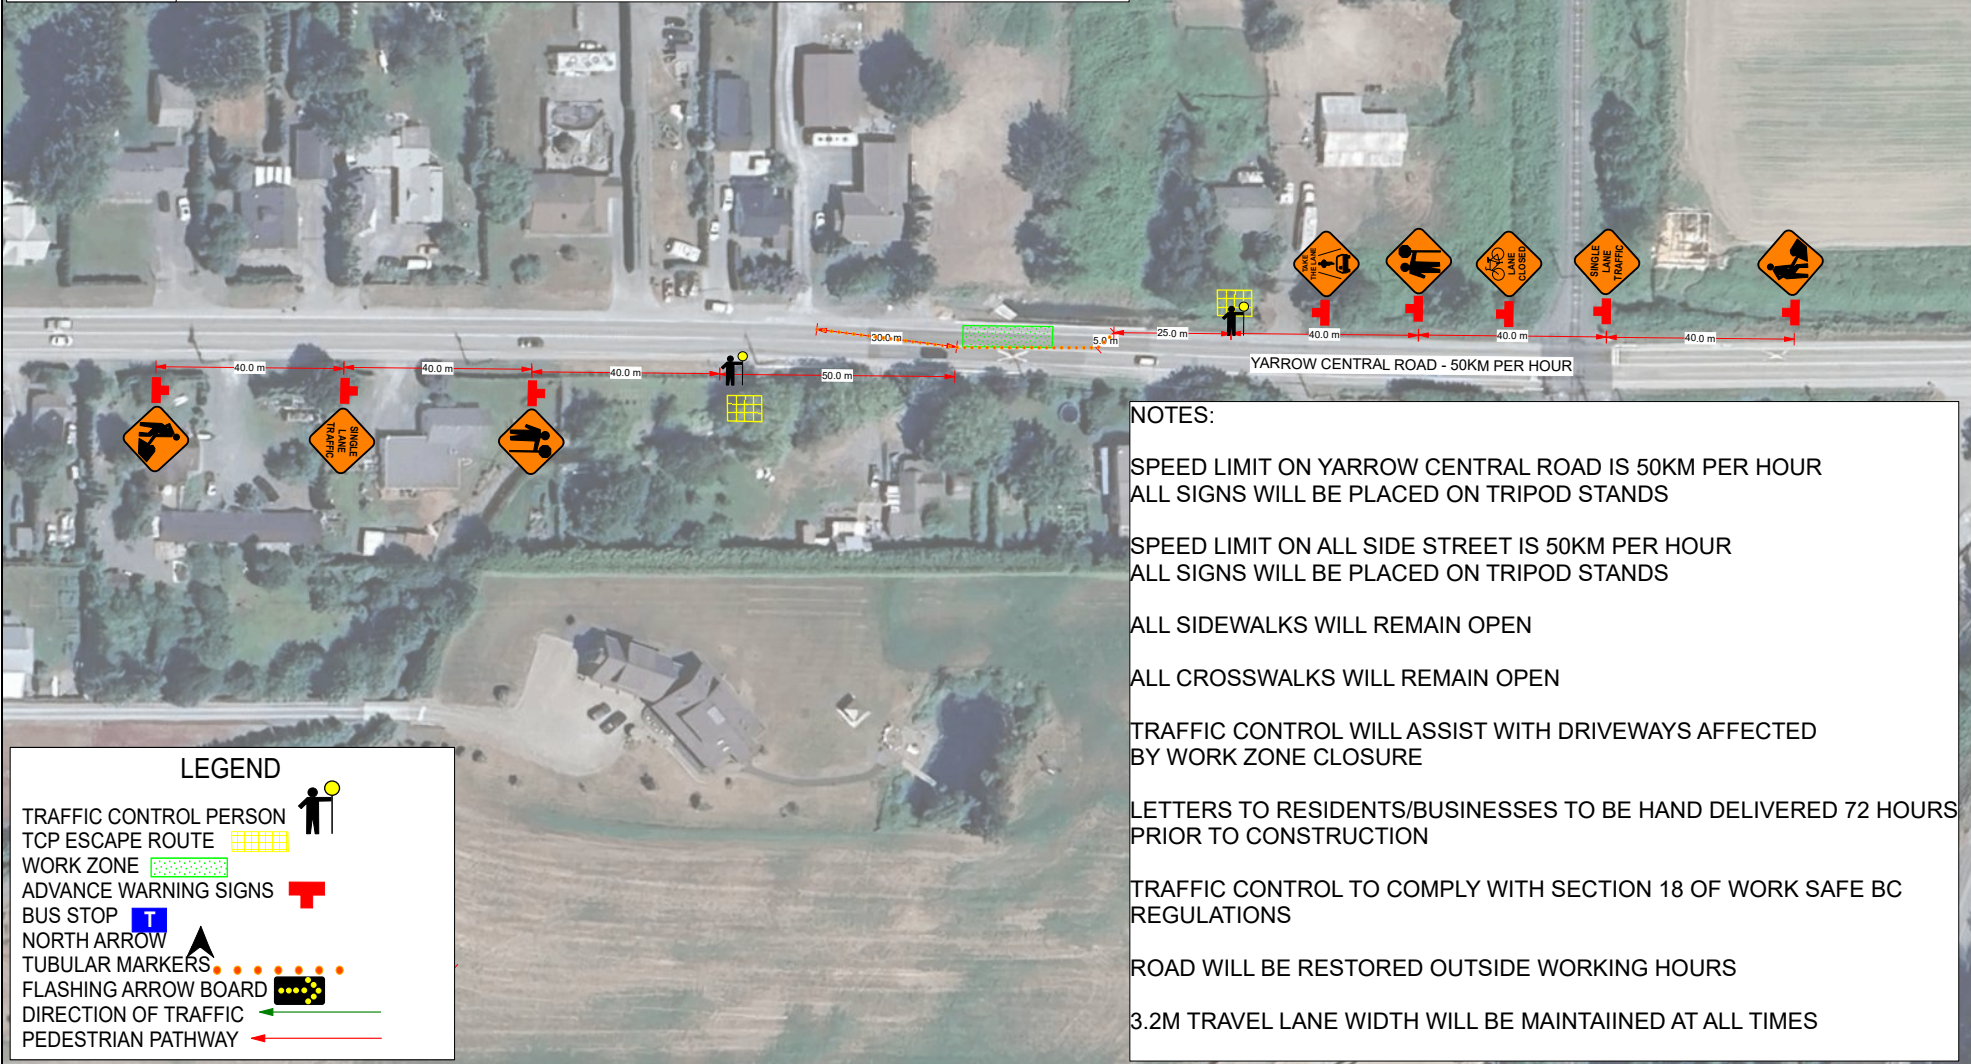 TAKE
THE LANE
LANE
CLOSED
SINGLE
LANE
TRAFFIC
30.0 m
5.0 m
25.0 m
40.0 m
40.0 m
40.0 m
YARROW CENTRAL ROAD - 50KM PER HOUR
40.0 m
40.0 m
40.0 m
50.0 m
SINGLE
LANE
TRAFFIC
NOTES:
SPEED LIMIT ON YARROW CENTRAL ROAD IS 50KM PER HOUR
ALL SIGNS WILL BE PLACED ON TRIPOD STANDS
SPEED LIMIT ON ALL SIDE STREET IS 50KM PER HOUR
ALL SIGNS WILL BE PLACED ON TRIPOD STANDS
ALL SIDEWALKS WILL REMAIN OPEN
ALL CROSSWALKS WILL REMAIN OPEN
TRAFFIC CONTROL WILL ASSIST WITH DRIVEWAYS AFFECTED
BY WORK ZONE CLOSURE
LETTERS TO RESIDENTS/BUSINESSES TO BE HAND DELIVERED 72 HOURS
PRIOR TO CONSTRUCTION
TRAFFIC CONTROL TO COMPLY WITH SECTION 18 OF WORK SAFE BC
REGULATIONS
ROAD WILL BE RESTORED OUTSIDE WORKING HOURS
3.2M TRAVEL LANE WIDTH WILL BE MAINTAIINED AT ALL TIMES
LEGEND
TRAFFIC CONTROL PERSON
TCP ESCAPE ROUTE
WORK ZONE
ADVANCE WARNING SIGNS
BUS STOP T
NORTH ARROW
TUBULAR MARKERS
FLASHING ARROW BOARD
DIRECTION OF TRAFFIC
PEDESTRIAN PATHWAY